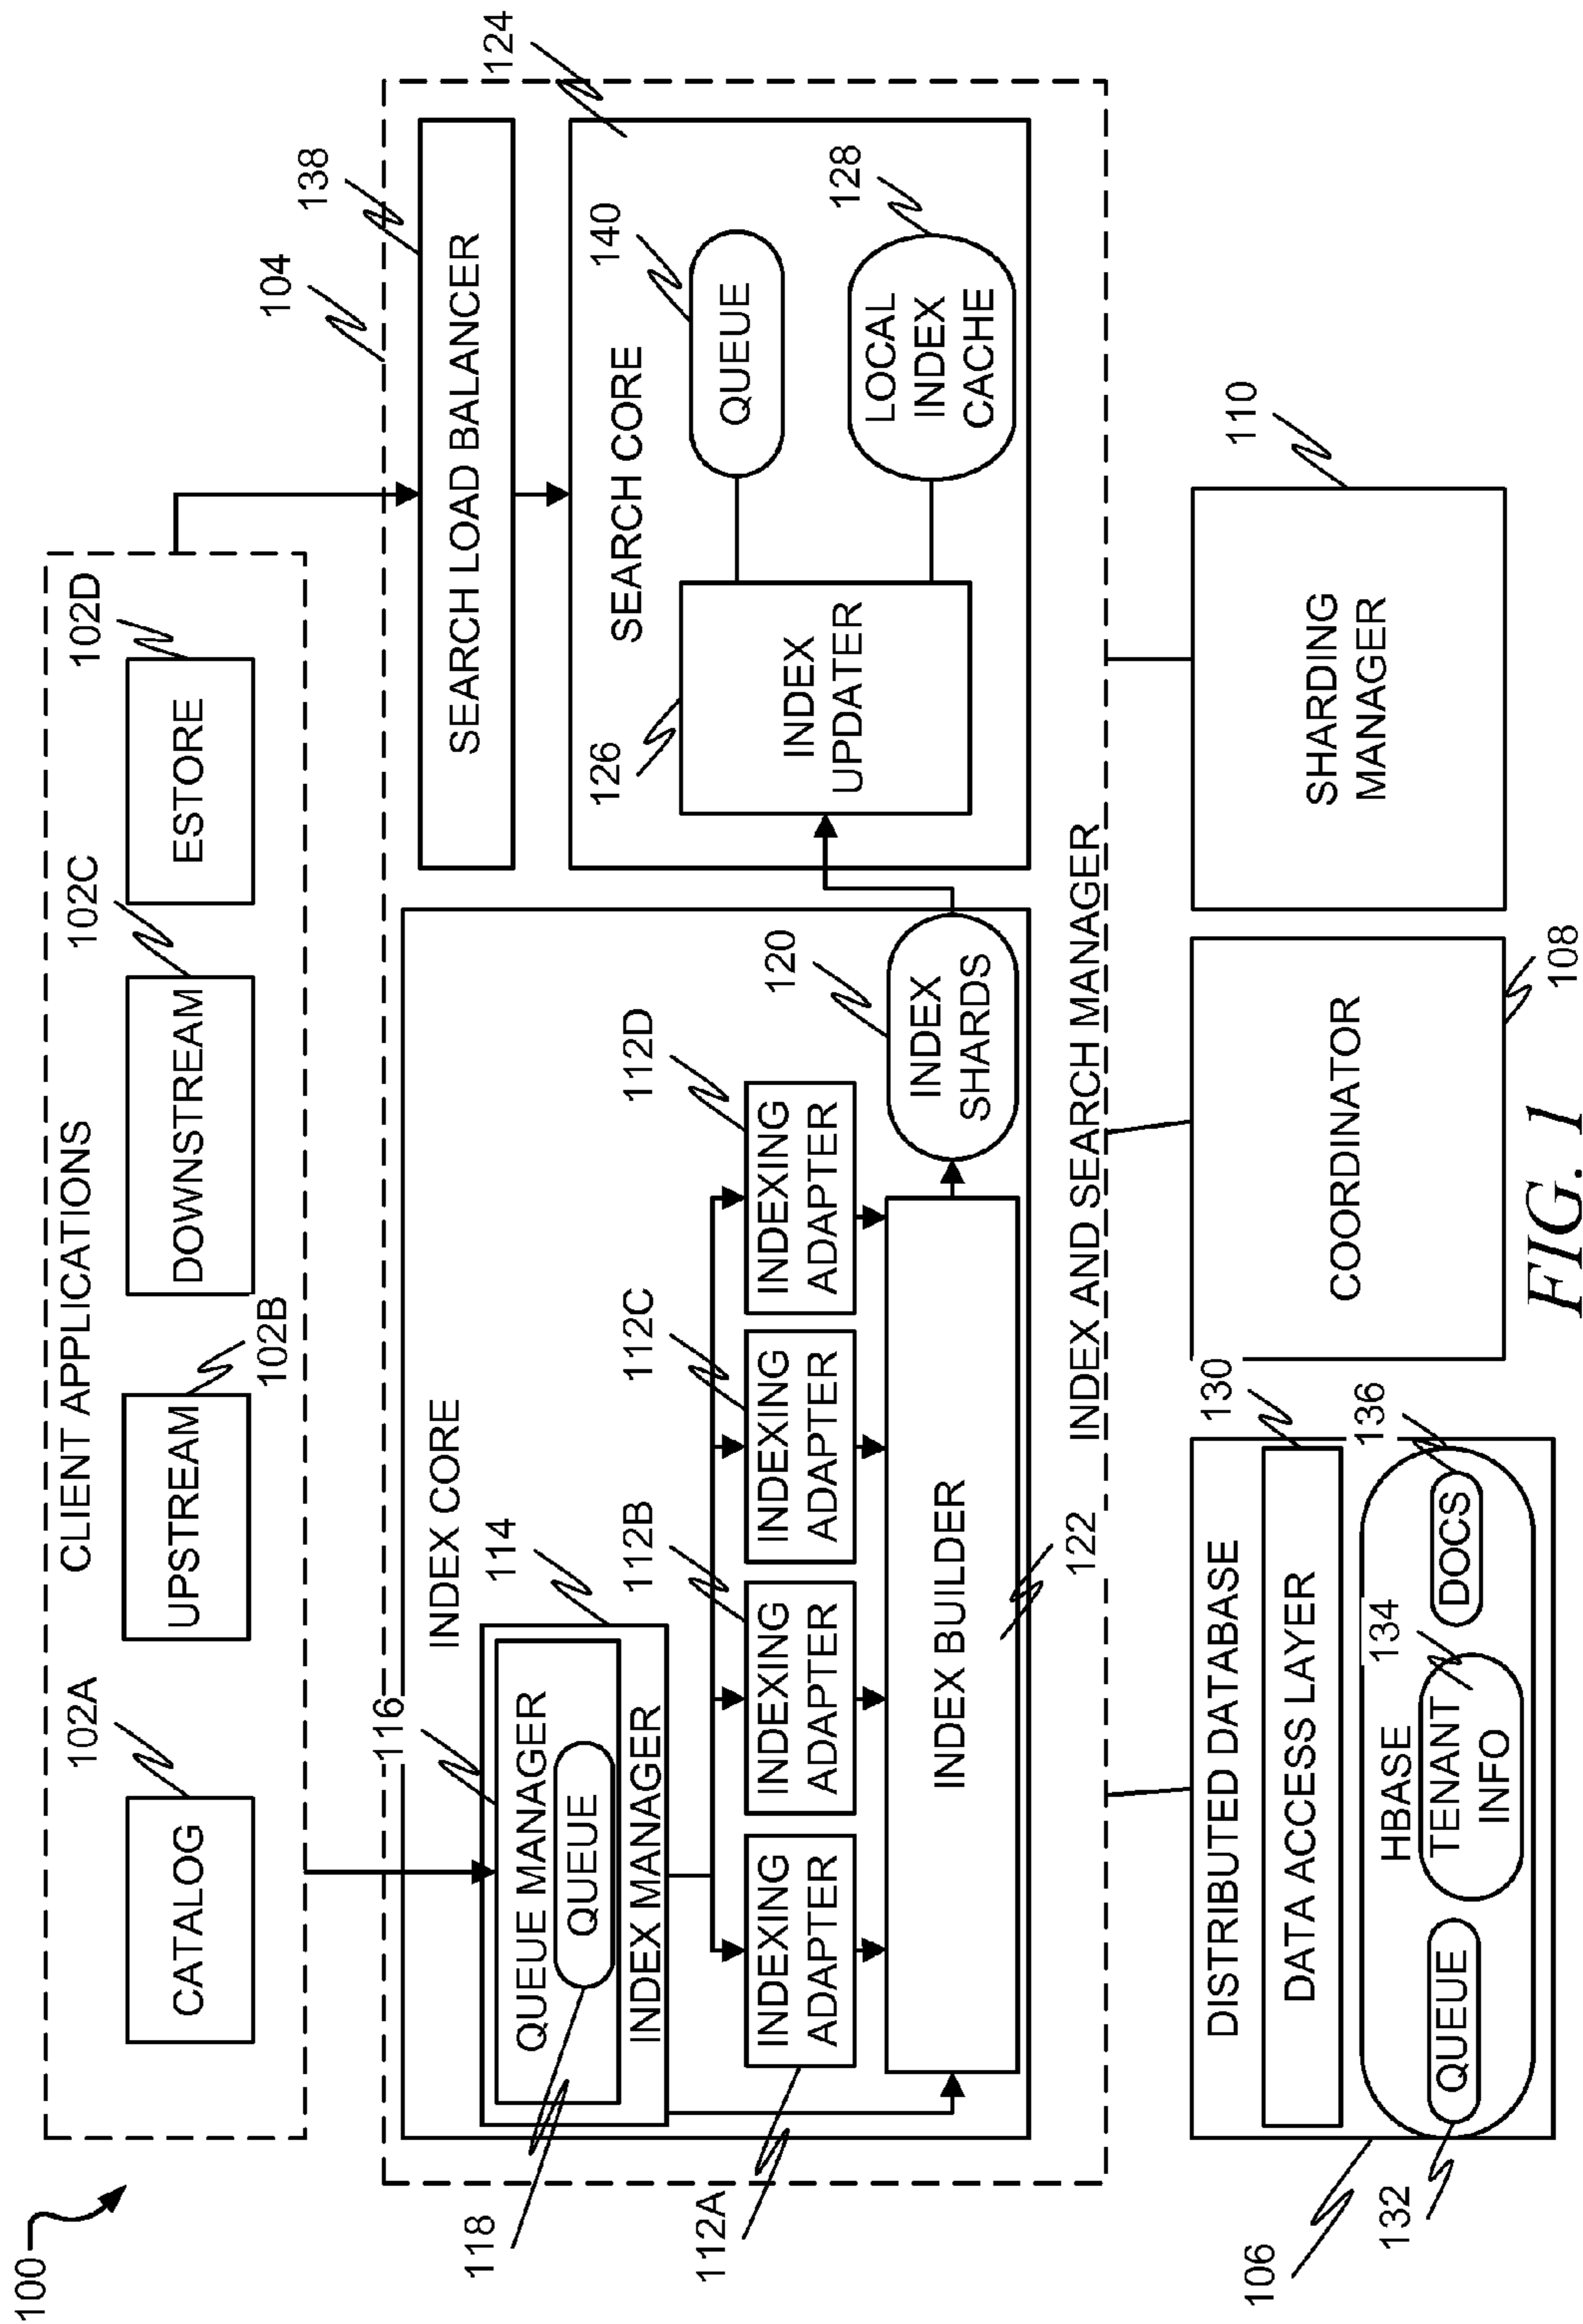 100
CLIENT APPLICATIONS
102A
CATALOG
UPSTREAM
102B
102C
DOWNSTREAM
102D
ESTORE
104
138
SEARCH LOAD BALANCER
124
INDEX CORE
116
114
QUEUE MANAGER
QUEUE
INDEX MANAGER
118
112A
INDEXING
ADAPTER
112B
INDEXING
ADAPTER
112C
INDEXING
ADAPTER
112D
INDEXING
ADAPTER
INDEX BUILDER
122
120
INDEX
SHARDS
SEARCH CORE
126
INDEX
UPDATER
140
QUEUE
128
LOCAL
INDEX
CACHE
INDEX AND SEARCH MANAGER
106
DISTRIBUTED DATABASE
130
DATA ACCESS LAYER
HBASE
132
QUEUE
134
TENANT
INFO
136
DOCS
COORDINATOR
108
110
SHARDING
MANAGER
FIG. 1